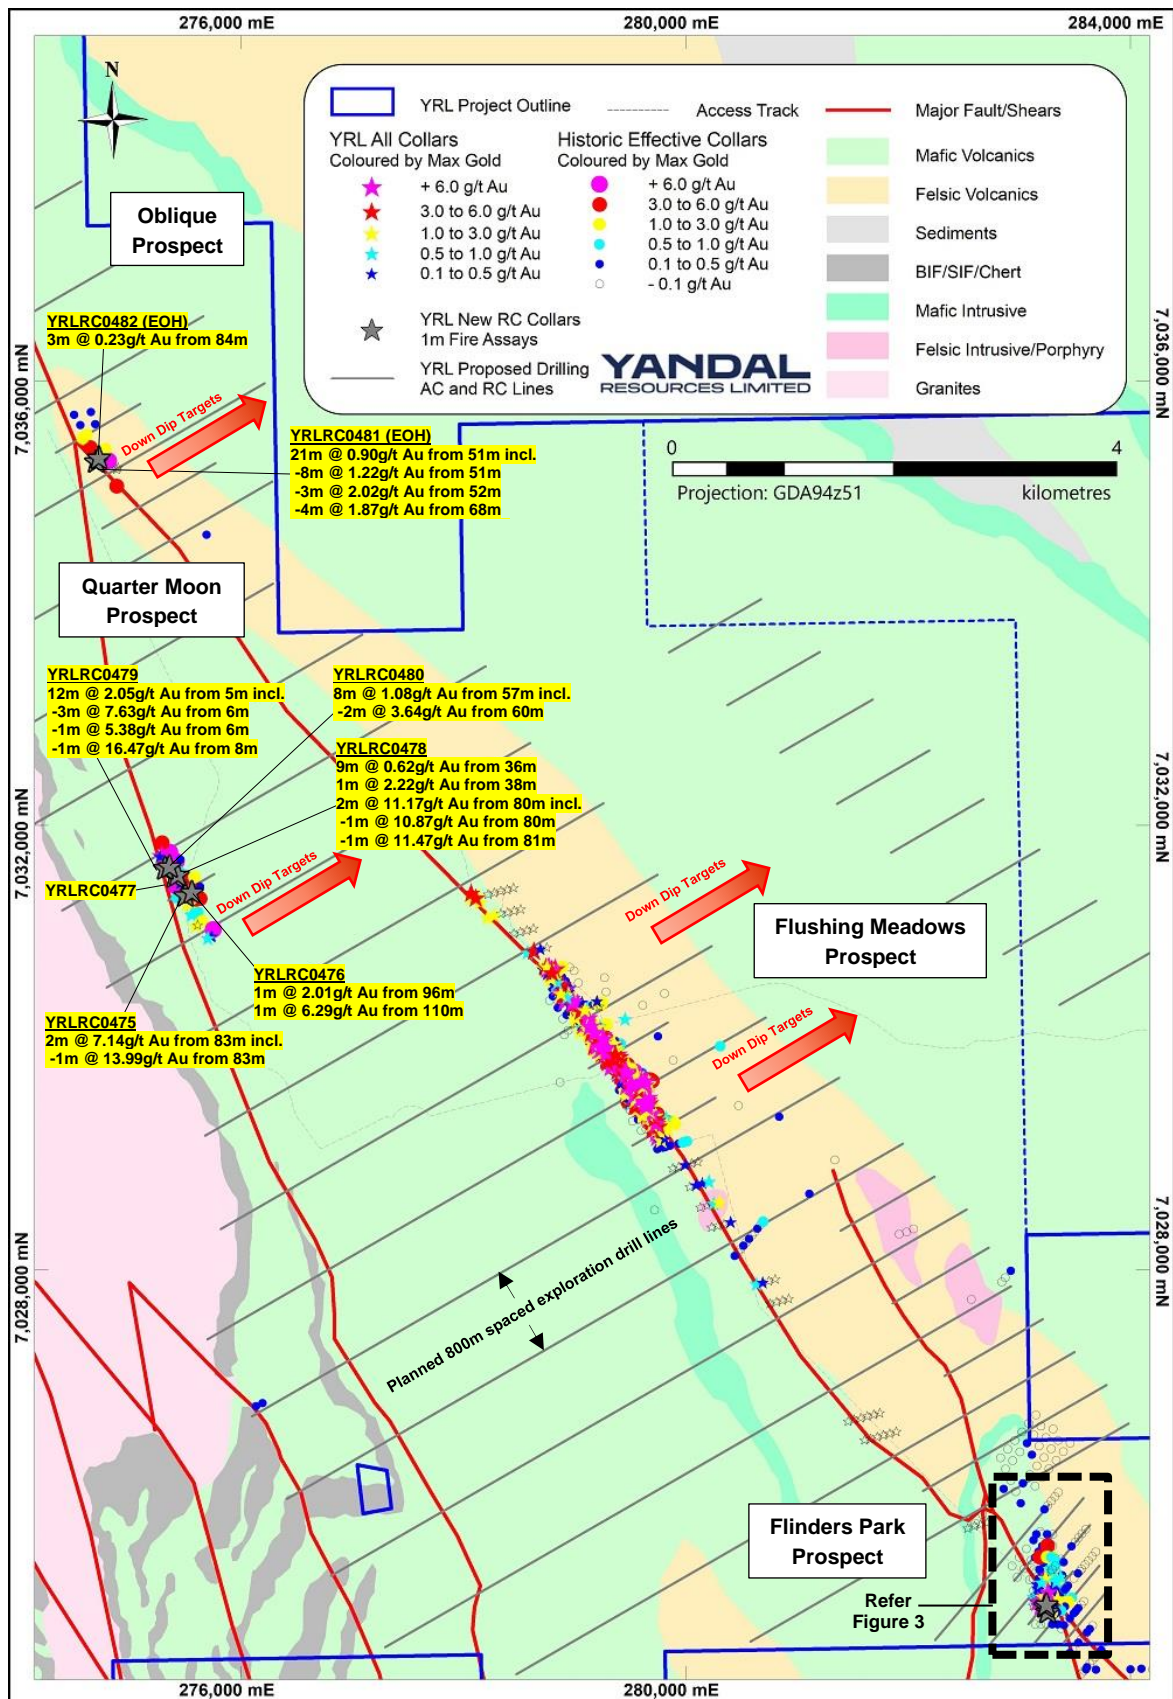 276,000 mE
280,000 mE
284,000 mE
N
YRL Project Outline
Access Track
Major Fault/Shears
YRL All Collars
Coloured by Max Gold
+ 6.0 g/t Au
3.0 to 6.0 g/t Au
1.0 to 3.0 g/t Au
0.5 to 1.0 g/t Au
0.1 to 0.5 g/t Au
Historic Effective Collars
Coloured by Max Gold
+ 6.0 g/t Au
3.0 to 6.0 g/t Au
1.0 to 3.0 g/t Au
0.5 to 1.0 g/t Au
0.1 to 0.5 g/t Au
- 0.1 g/t Au
Mafic Volcanics
Felsic Volcanics
Sediments
BIF/SIF/Chert
Mafic Intrusive
Felsic Intrusive/Porphyry
Granites
YRL New RC Collars
1m Fire Assays
YRL Proposed Drilling
AC and RC Lines
YANDAL
RESOURCES LIMITED
Oblique
Prospect
YRLRC0482 (EOH)
3m @ 0.23g/t Au from 84m
7,036,000 mN
7,036,000 mN
Down Dip Targets
YRLRC0481 (EOH)
21m @ 0.90g/t Au from 51m incl.
-8m @ 1.22g/t Au from 51m
-3m @ 2.02g/t Au from 52m
-4m @ 1.87g/t Au from 68m
0
4
Projection: GDA94z51
kilometres
Quarter Moon
Prospect
YRLRC0479
12m @ 2.05g/t Au from 5m incl.
-3m @ 7.63g/t Au from 6m
-1m @ 5.38g/t Au from 6m
-1m @ 16.47g/t Au from 8m
YRLRC0480
8m @ 1.08g/t Au from 57m incl.
-2m @ 3.64g/t Au from 60m
YRLRC0478
9m @ 0.62g/t Au from 36m
1m @ 2.22g/t Au from 38m
2m @ 11.17g/t Au from 80m incl.
-1m @ 10.87g/t Au from 80m
-1m @ 11.47g/t Au from 81m
7,032,000 mN
7,032,000 mN
YRLRC0477
Down Dip Targets
Down Dip Targets
Flushing Meadows
Prospect
YRLRC0476
1m @ 2.01g/t Au from 96m
1m @ 6.29g/t Au from 110m
YRLRC0475
2m @ 7.14g/t Au from 83m incl.
-1m @ 13.99g/t Au from 83m
Down Dip Targets
7,028,000 mN
7,028,000 mN
Planned 800m spaced exploration drill lines
Flinders Park
Prospect
Refer
Figure 3
276,000 mE
280,000 mE